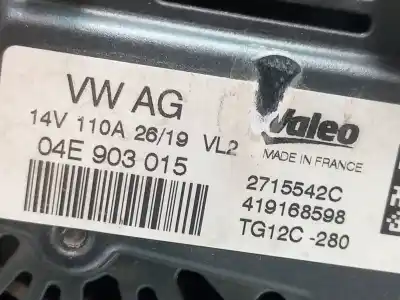 VW AG
14V 110A 26/19 VL2
04E 903 015
Valeo
MADE IN FRANCE
2715542C
419168598
TG12C -280